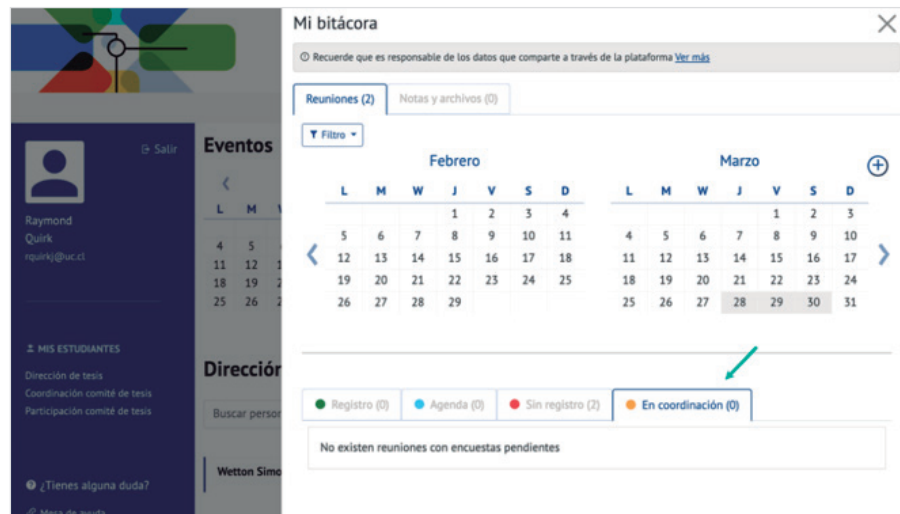 Mi bitácora
Recuerde que es responsable de los datos que comparte a través de la plataforma Ver más
Reuniones (2) Notas y archivos (0)
Filtro
Febrero
L M W J V S D
1 2 3 4
5 6 7 8 9 10 11
12 13 14 15 16 17 18
19 20 21 22 23 24 25
26 27 28 29
Marzo
L M W J V S D
1 2 3
4 5 6 7 8 9 10
11 12 13 14 15 16 17
18 19 20 21 22 23 24
25 26 27 28 29 30 31
Registro (0) Agenda (0) Sin registro (2) En coordinación (0)
No existen reuniones con encuestas pendientes
Salir
Raymond
Quirk
rquirkj@uc.cl
MIS ESTUDIANTES
Dirección de tesis
Coordinación comité de tesis
Participación comité de tesis
¿Tienes alguna duda?
Mesa de ayuda
Eventos
L M
4 5
11 12
18 19
25 26
Dirección
Buscar person
Wetton Simo